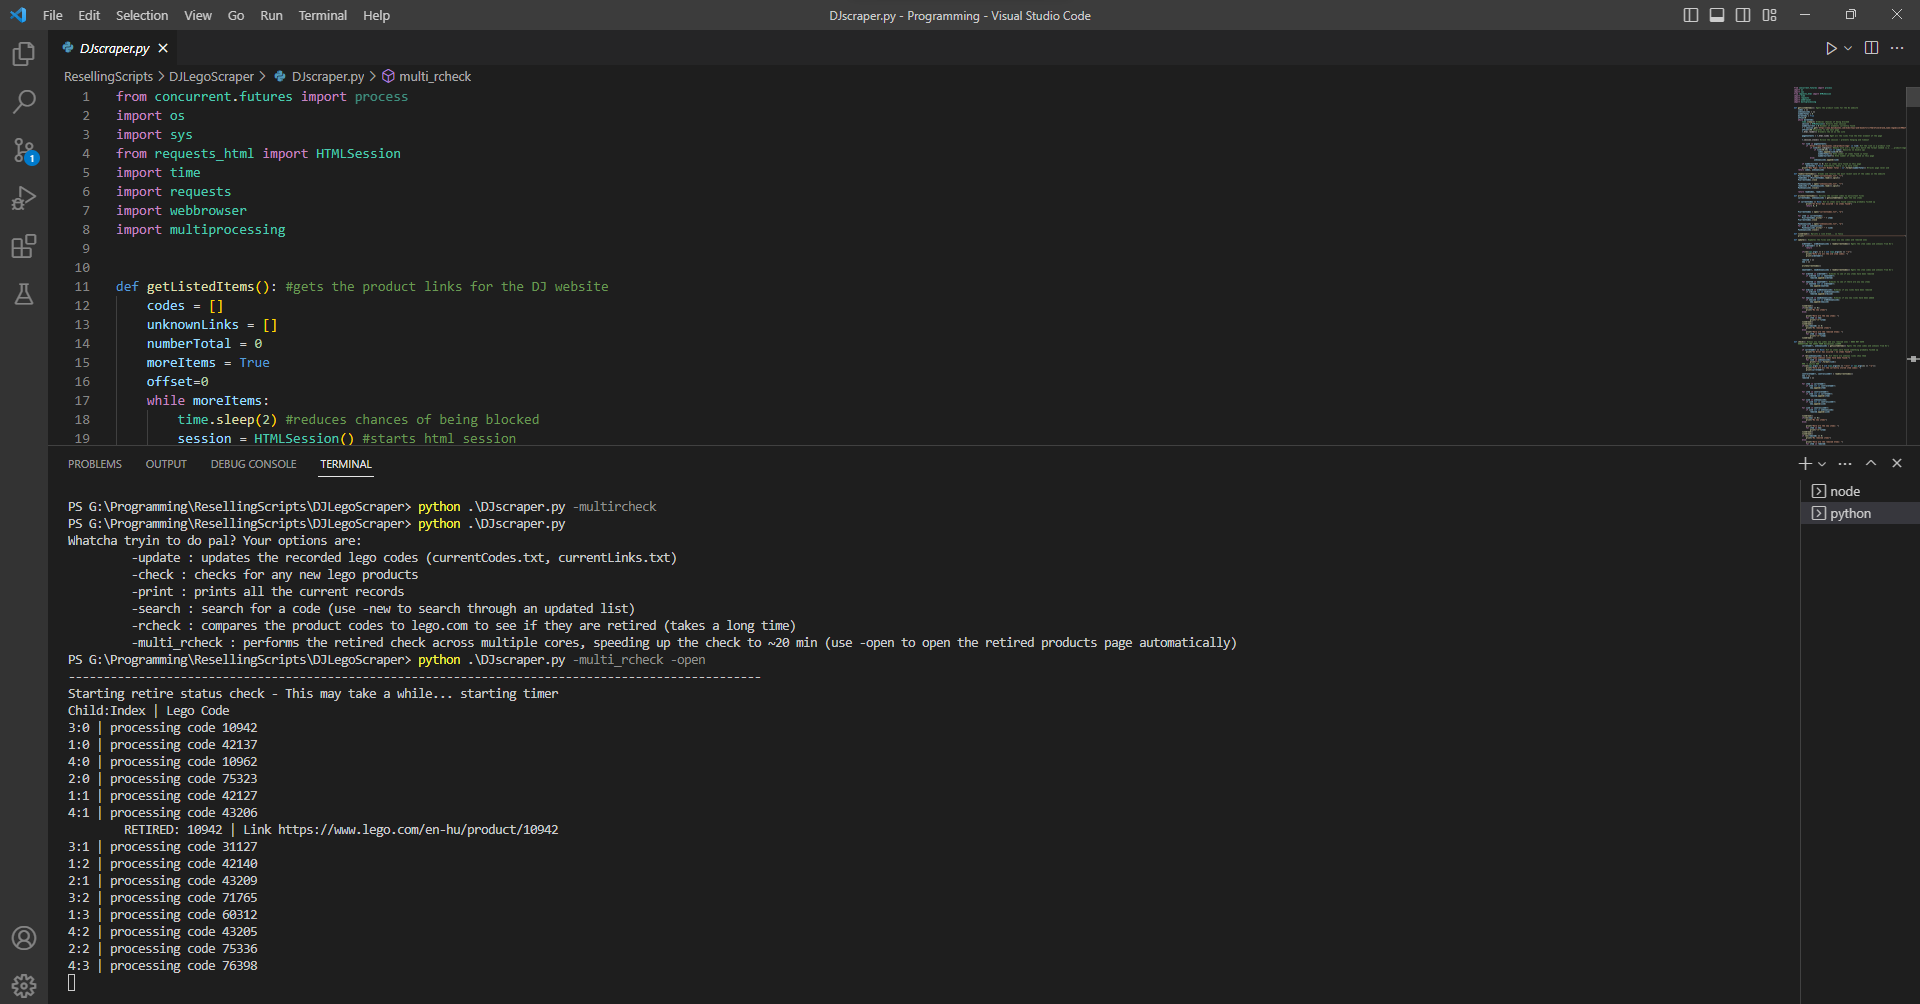 File Edit Selection View Go Run Terminal Help
DJscraper.py - Programming - Visual Studio Code
DJscraper.py
ResellingScripts > DJLegoScraper > DJscraper.py > multi_rcheck
1 from concurrent.futures import process
2 import os
3 import sys
4 from requests_html import HTMLSession
5 import time
6 import requests
7 import webbrowser
8 import multiprocessing
9
10
11 def getListedItems(): #gets the product links for the DJ website
12 codes = []
13 unknownLinks = []
14 numberTotal = 0
15 moreItems = True
16 offset=0
17 while moreItems:
18 time.sleep(2) #reduces chances of being blocked
19 session = HTMLSession() #starts html session
1
PROBLEMS OUTPUT DEBUG CONSOLE TERMINAL
node
python
PS G:\Programming\ResellingScripts\DJLegoScraper> python .\DJscraper.py -multircheck
PS G:\Programming\ResellingScripts\DJLegoScraper> python .\DJscraper.py
Whatcha tryin to do pal? Your options are:
-update : updates the recorded lego codes (currentCodes.txt, currentLinks.txt)
-check : checks for any new lego products
-print : prints all the current records
-search : search for a code (use -new to search through an updated list)
-rcheck : compares the product codes to lego.com to see if they are retired (takes a long time)
-multi_rcheck : performs the retired check across multiple cores, speeding up the check to ~20 min (use -open to open the retired products page automatically)
PS G:\Programming\ResellingScripts\DJLegoScraper> python .\DJscraper.py -multi_rcheck -open
---------------------------------------------------------------------------------------------------
Starting retire status check - This may take a while... starting timer
Child:Index | Lego Code
3:0 | processing code 10942
1:0 | processing code 42137
4:0 | processing code 10962
2:0 | processing code 75323
1:1 | processing code 42127
4:1 | processing code 43206
RETIRED: 10942 | Link https://www.lego.com/en-hu/product/10942
3:1 | processing code 31127
1:2 | processing code 42140
2:1 | processing code 43209
3:2 | processing code 71765
1:3 | processing code 60312
4:2 | processing code 43205
2:2 | processing code 75336
4:3 | processing code 76398